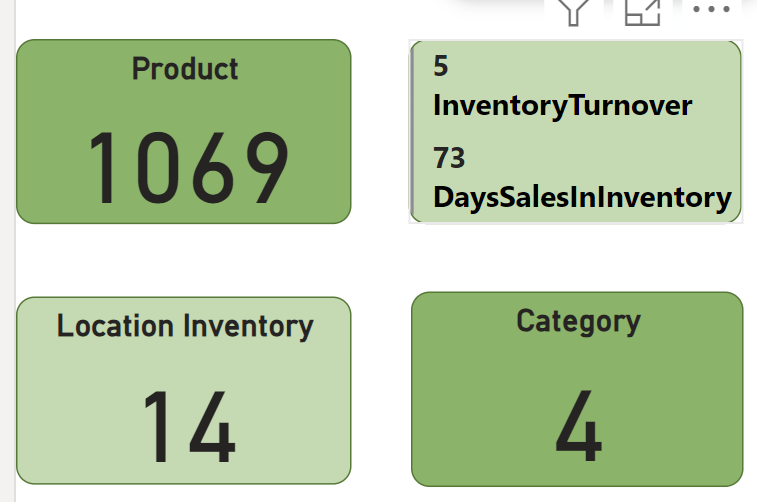 Product
1069
5
InventoryTurnover
73
DaysSalesInInventory
Location Inventory
14
Category
4